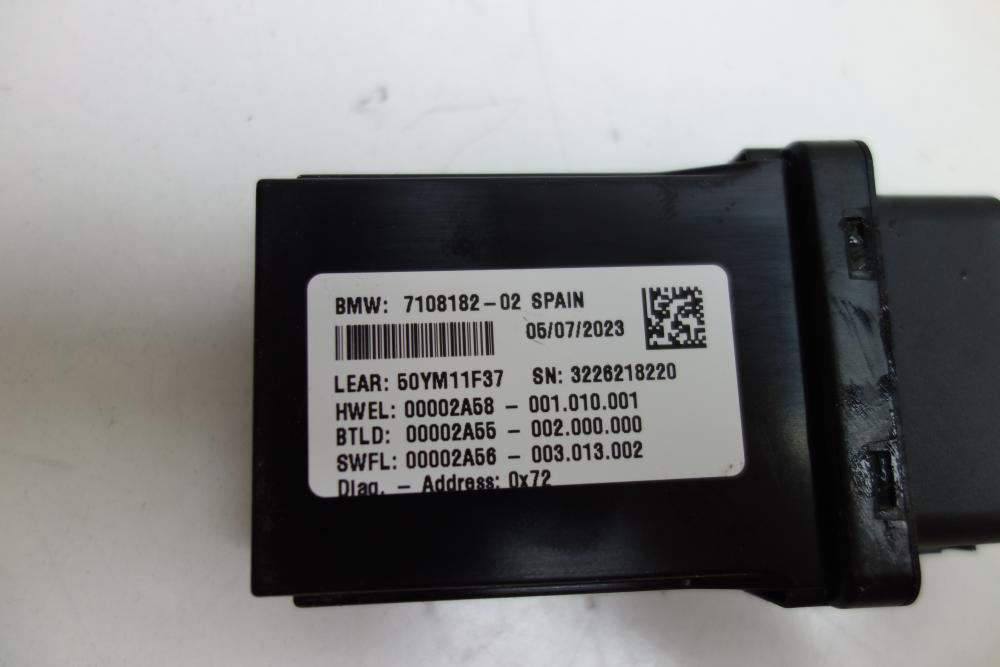 BMW: 7108182-02 SPAIN
05/07/2023
LEAR: 50YM11F37 SN: 3226218220
HWEL: 00002A58 - 001.010.001
BTLD: 00002A55 - 002.000.000
SWFL: 00002A56 - 003.013.002
Diag. - Address: 0x72